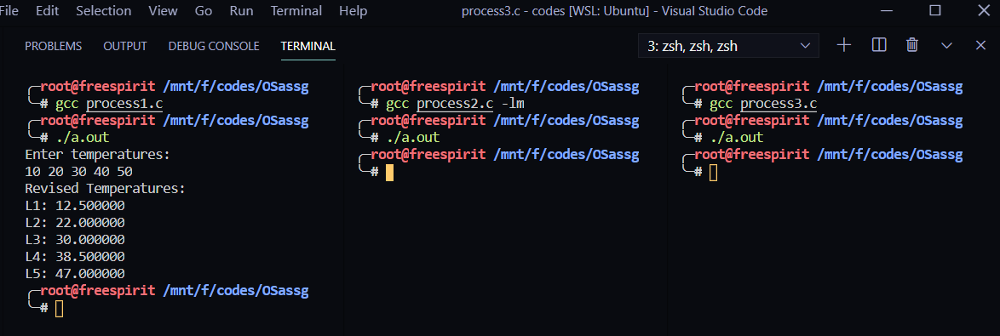 File Edit Selection View Go Run Terminal Help process3.c - codes [WSL: Ubuntu] - Visual Studio Code
PROBLEMS OUTPUT DEBUG CONSOLE TERMINAL 3: zsh, zsh, zsh
root@freespirit /mnt/f/codes/OSassg
# gcc process1.c
root@freespirit /mnt/f/codes/OSassg
# ./a.out
Enter temperatures:
10 20 30 40 50
Revised Temperatures:
L1: 12.500000
L2: 22.000000
L3: 30.000000
L4: 38.500000
L5: 47.000000
root@freespirit /mnt/f/codes/OSassg
#
root@freespirit /mnt/f/codes/OSassg
# gcc process2.c -lm
root@freespirit /mnt/f/codes/OSassg
# ./a.out
root@freespirit /mnt/f/codes/OSassg
#
root@freespirit /mnt/f/codes/OSassg
# gcc process3.c
root@freespirit /mnt/f/codes/OSassg
# ./a.out
root@freespirit /mnt/f/codes/OSassg
#